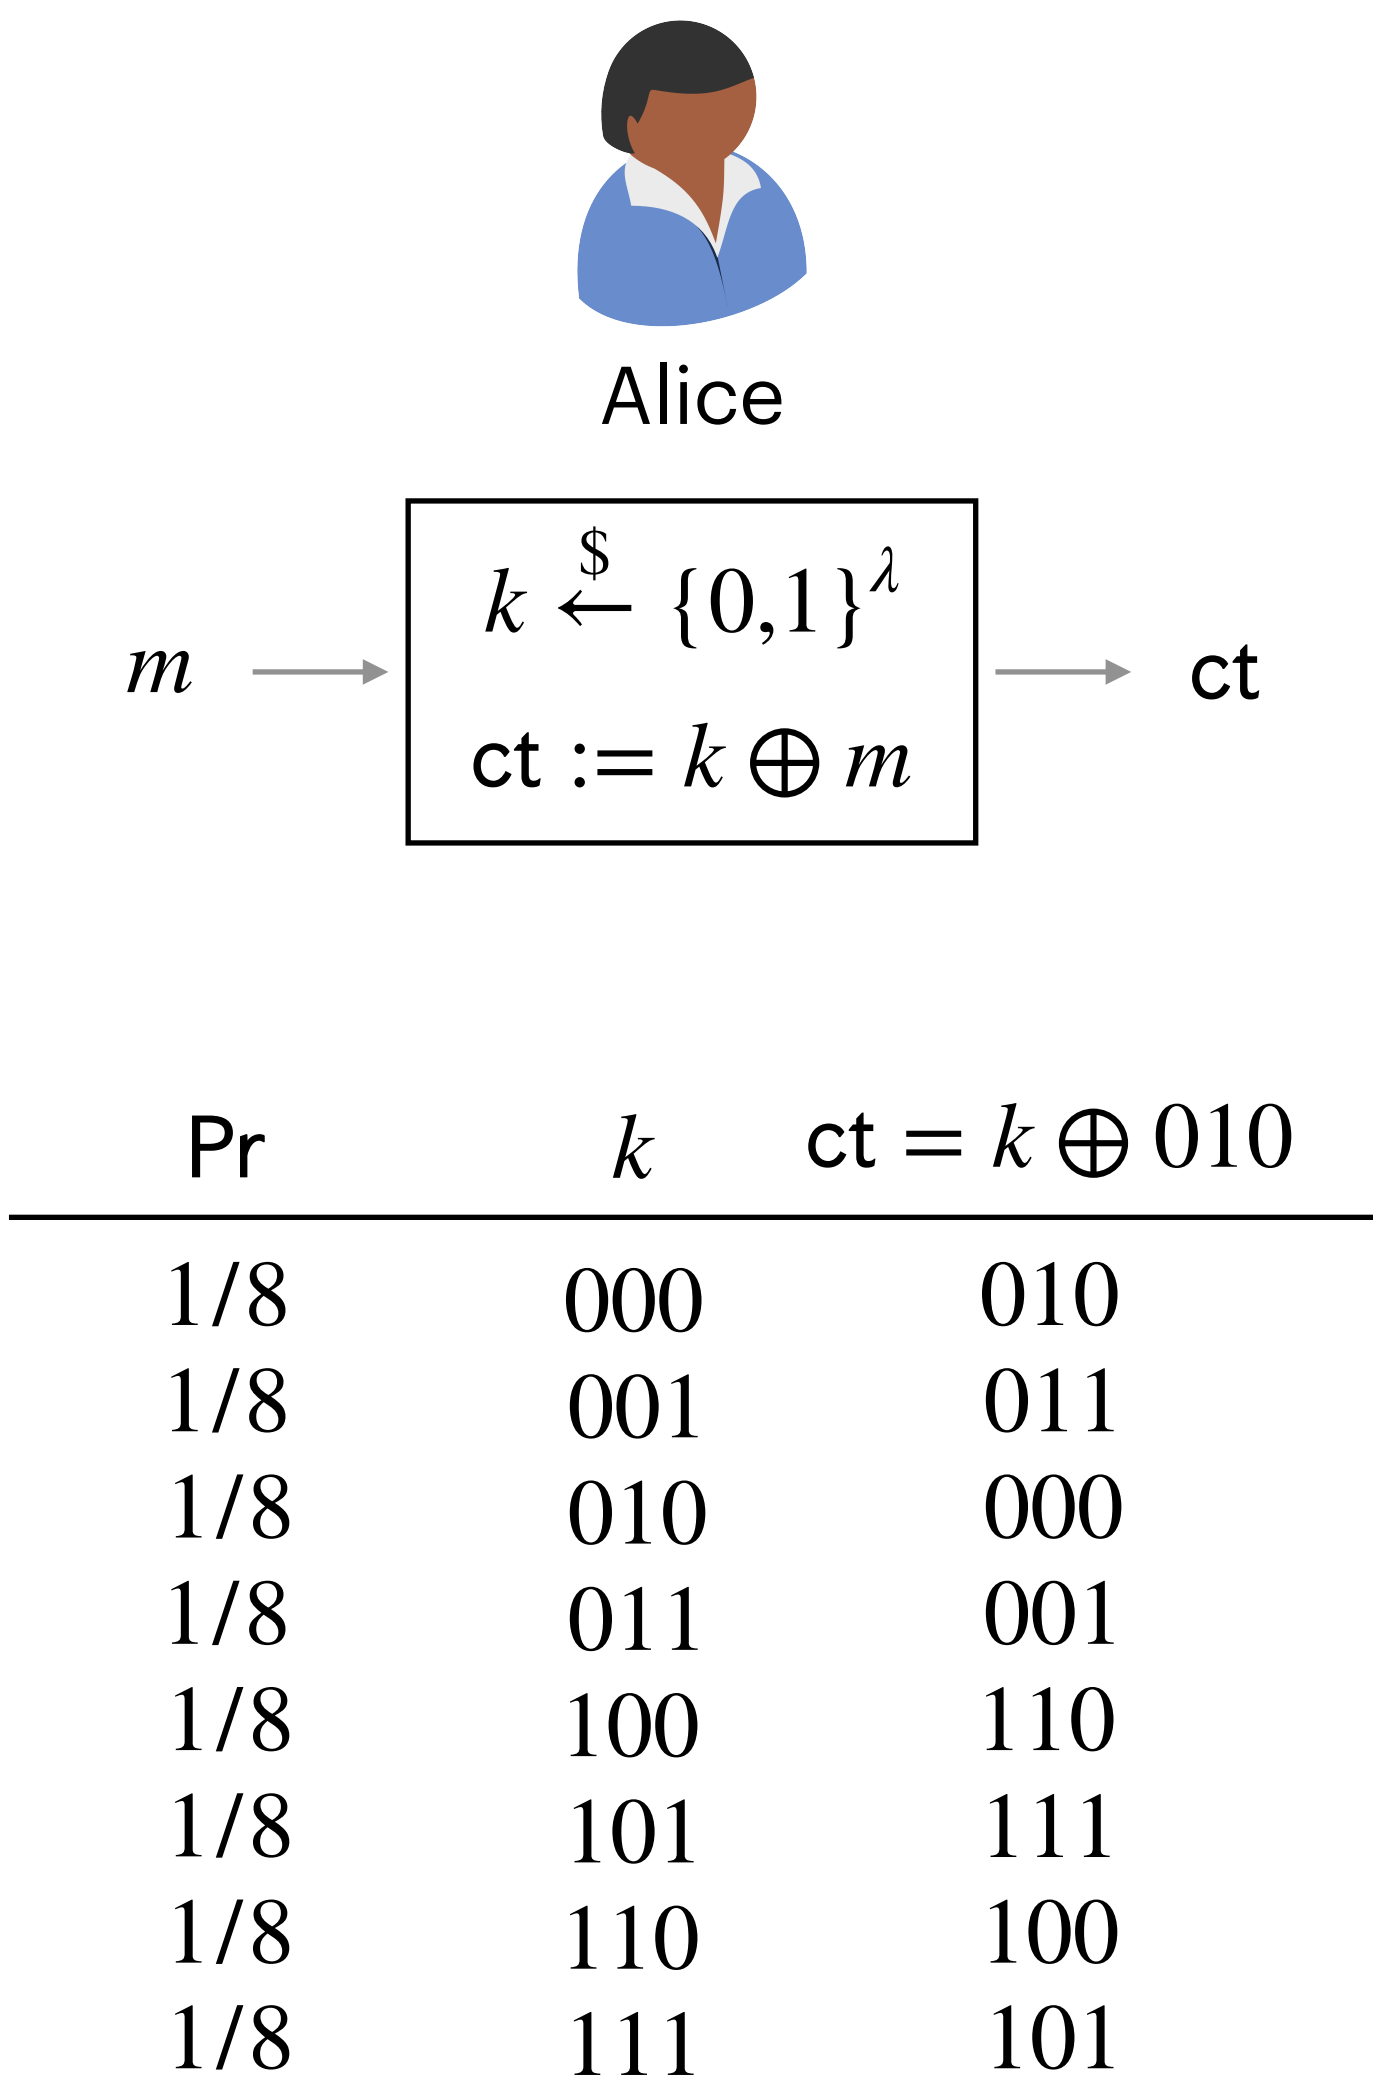 Alice
k ←$ {0,1}^λ
m → ct
ct := k ⊕ m
Pr k ct = k ⊕ 010
1/8 000 010
1/8 001 011
1/8 010 000
1/8 011 001
1/8 100 110
1/8 101 111
1/8 110 100
1/8 111 101